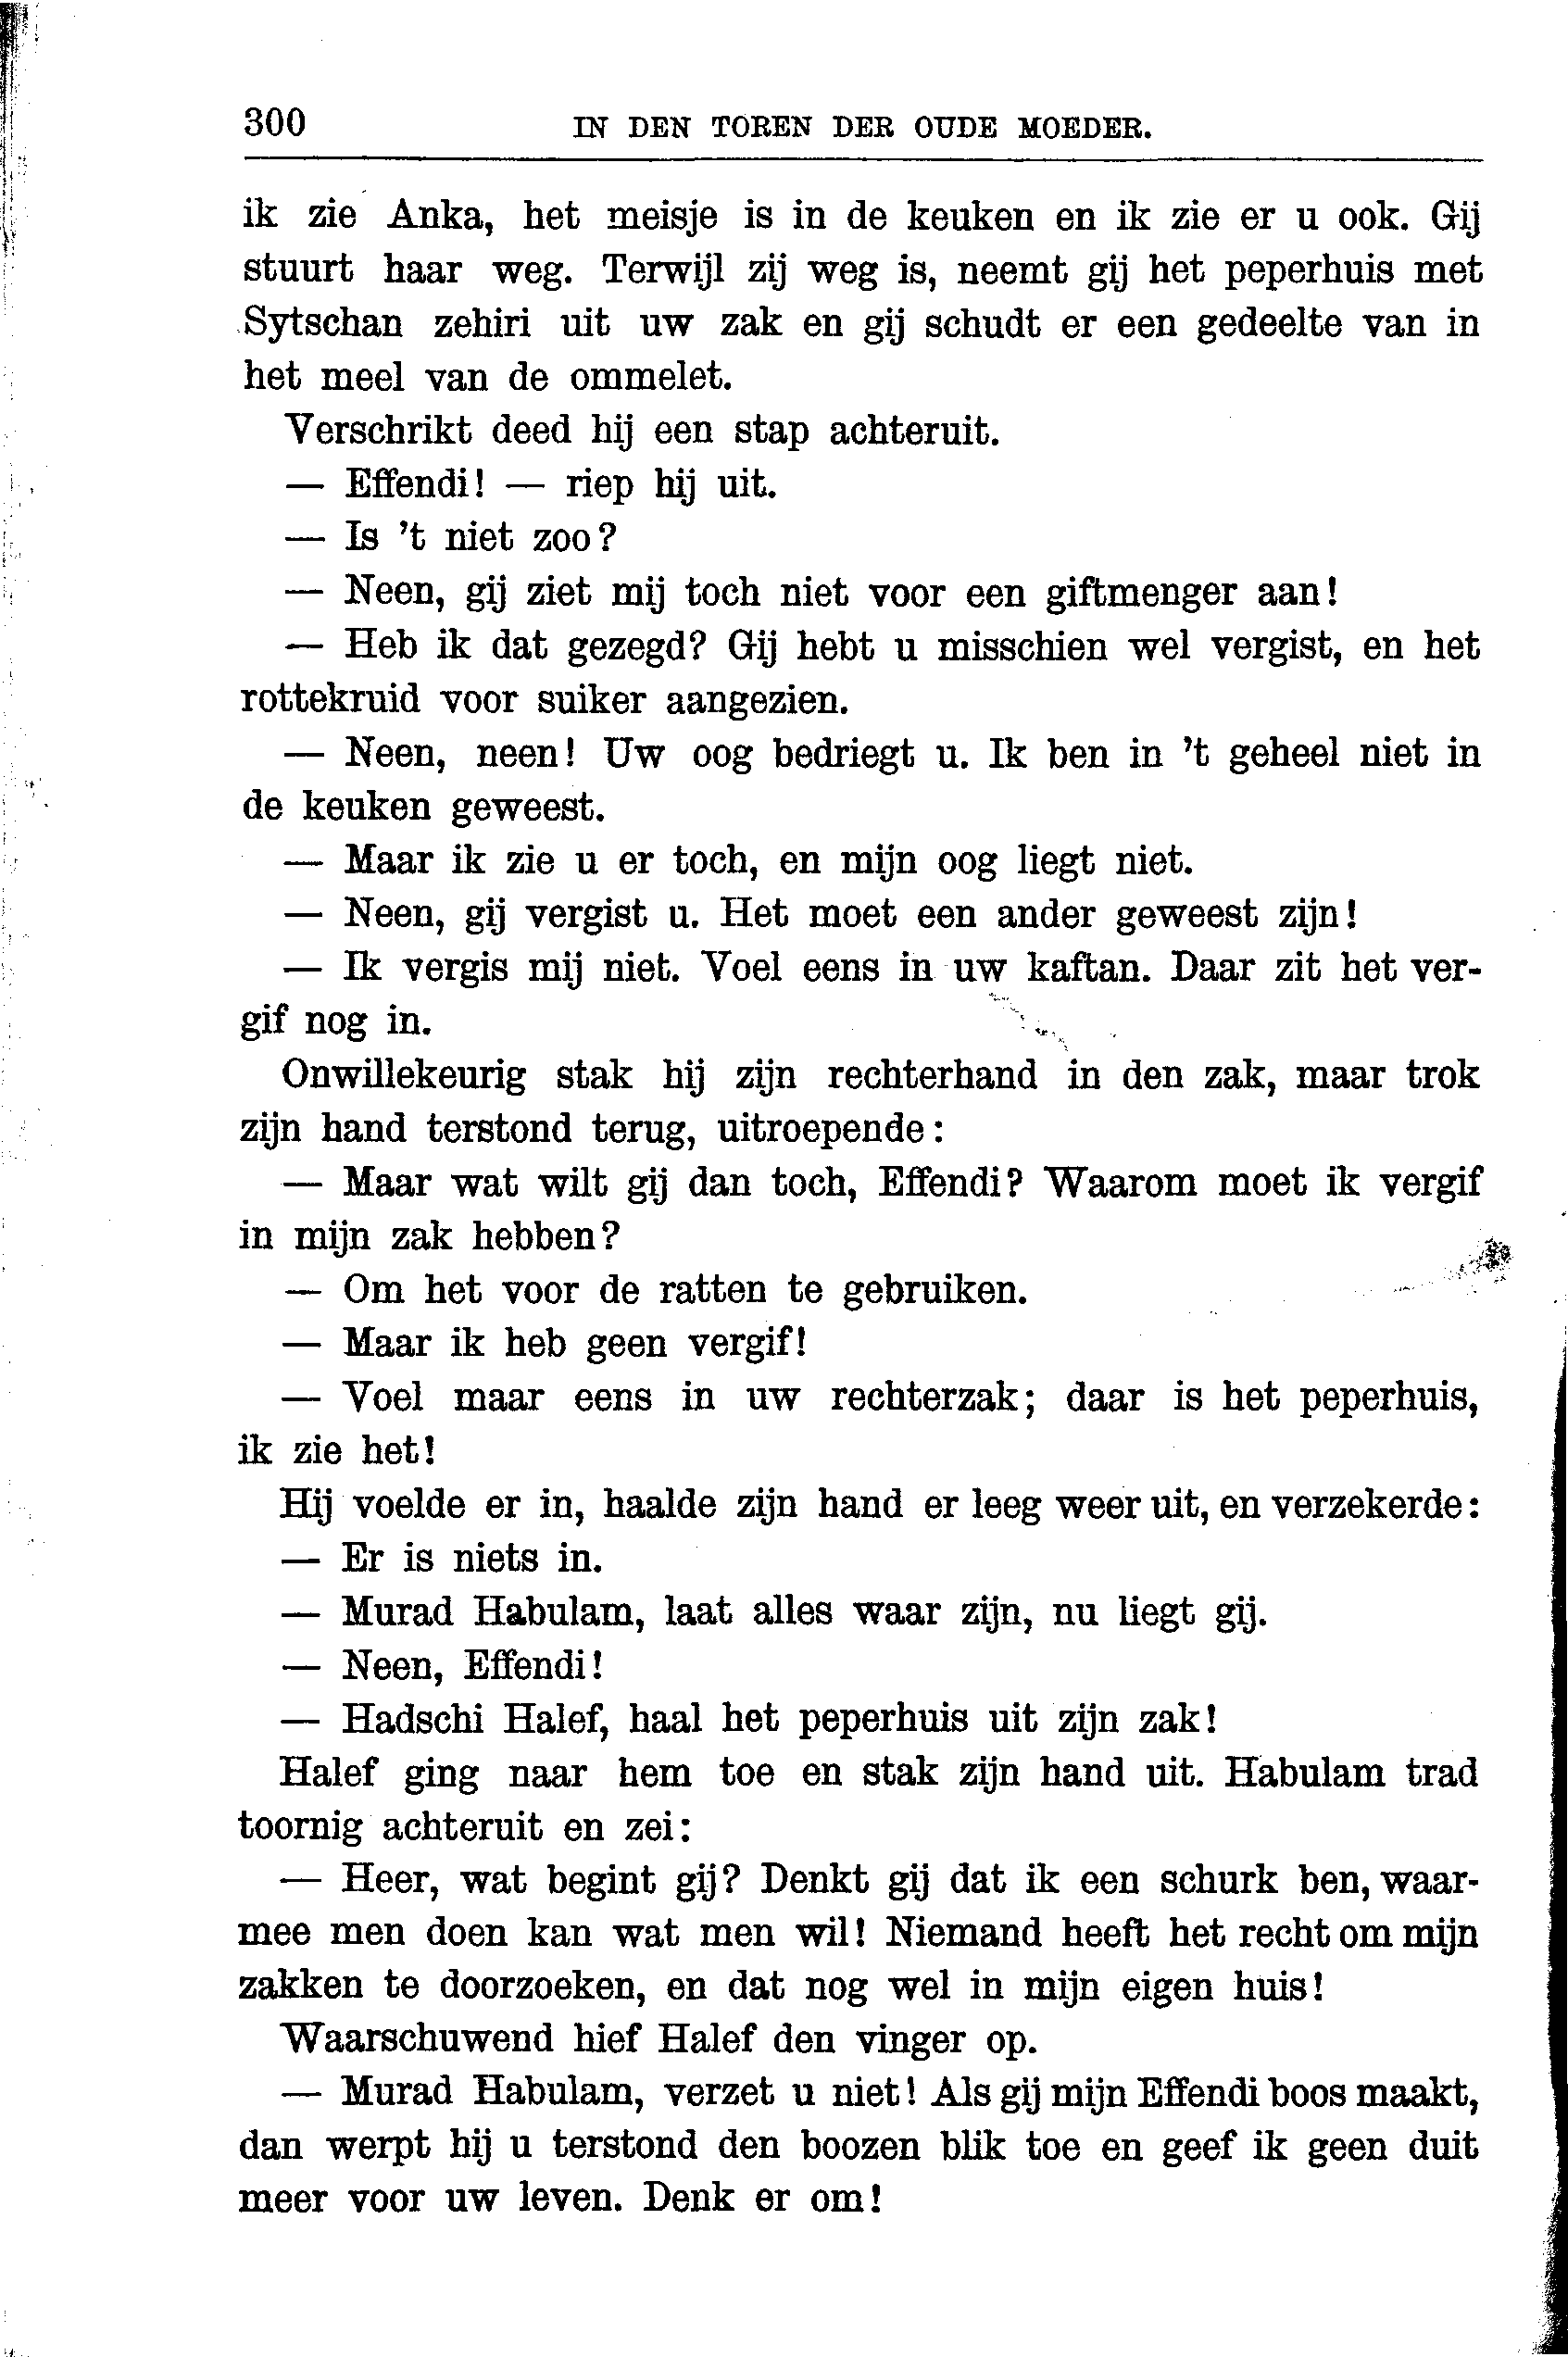 300 IN DEN TOREN DER OUDE MOEDER.
ik zie Anka, het meisje is in de keuken en ik zie er u ook. Gij
stuurt haar weg. Terwijl zij weg is, neemt gij het peperhuis met
Sytschan zehiri uit uw zak en gij schudt er een gedeelte van in
het meel van de ommelet.
Verschrikt deed hij een stap achteruit.
— Effendi! — riep hij uit.
— Is 't niet zoo?
— Neen, gij ziet mij toch niet voor een giftmenger aan!
— Heb ik dat gezegd? Gij hebt u misschien wel vergist, en het
rottekruid voor suiker aangezien.
— Neen, neen! Uw oog bedriegt u. Ik ben in 't geheel niet in
de keuken geweest.
— Maar ik zie u er toch, en mijn oog liegt niet.
— Neen, gij vergist u. Het moet een ander geweest zijn!
— Ik vergis mij niet. Voel eens in uw kaftan. Daar zit het ver-
gif nog in.
Onwillekeurig stak hij zijn rechterhand in den zak, maar trok
zijn hand terstond terug, uitroepende:
— Maar wat wilt gij dan toch, Effendi? Waarom moet ik vergif
in mijn zak hebben?
— Om het voor de ratten te gebruiken.
— Maar ik heb geen vergif!
— Voel maar eens in uw rechterzak; daar is het peperhuis,
ik zie het!
Hij voelde er in, haalde zijn hand er leeg weer uit, en verzekerde:
— Er is niets in.
— Murad Habulam, laat alles waar zijn, nu liegt gij.
— Neen, Effendi!
— Hadschi Halef, haal het peperhuis uit zijn zak!
Halef ging naar hem toe en stak zijn hand uit. Habulam trad
toornig achteruit en zei:
— Heer, wat begint gij? Denkt gij dat ik een schurk ben, waar-
mee men doen kan wat men wil! Niemand heeft het recht om mijn
zakken te doorzoeken, en dat nog wel in mijn eigen huis!
Waarschuwend hief Halef den vinger op.
— Murad Habulam, verzet u niet! Als gij mijn Effendi boos maakt,
dan werpt hij u terstond den boozen blik toe en geef ik geen duit
meer voor uw leven. Denk er om!